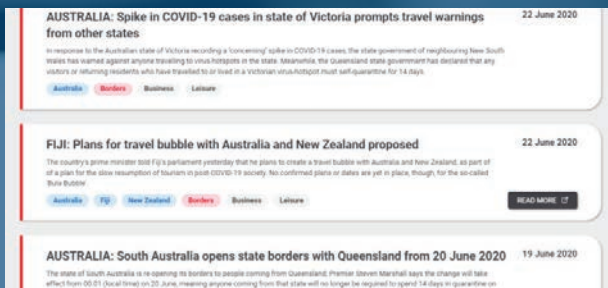 AUSTRALIA: Spike in COVID-19 cases in state of Victoria prompts travel warnings
from other states
22 June 2020
In response to the Australian state of Victoria recording a 'concerning' spike in COVID-19 cases, the state government of neighbouring New South
Wales has warned against anyone travelling to virus hotspots in the state. Meanwhile, the Queensland state government has declared that any
visitors or returning residents who have travelled to or lived in a Victorian virus-hotspot must self-quarantine for 14 days.
Australia Borders Business Leisure
FIJI: Plans for travel bubble with Australia and New Zealand proposed
22 June 2020
The country's prime minister told Fiji's parliament yesterday that he plans to create a travel bubble with Australia and New Zealand, as part of
of a plan for the slow resumption of tourism in post-COVID-19 society. No confirmed plans or dates are yet in place, though, for the so-called
'Bula Bubble'
Australia Fiji New Zealand Borders Business Leisure
READ MORE
AUSTRALIA: South Australia opens state borders with Queensland from 20 June 2020
19 June 2020
The state of South Australia is re-opening its borders to people coming from Queensland. Premier Steven Marshall says the change will take
effect from 00.01 (local time) on 20 June, meaning anyone coming from that state will no longer be required to spend 14 days in quarantine on